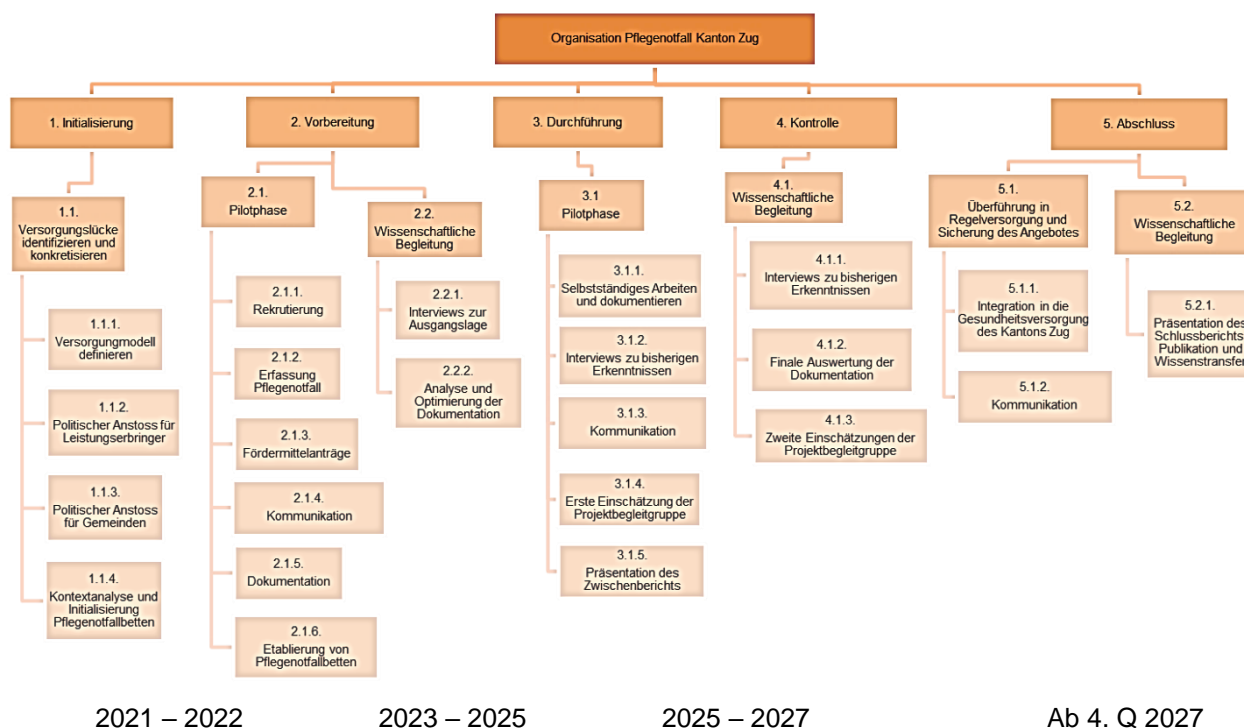 Organisation Pflegenotfall Kanton Zug
1. Initialisierung
2. Vorbereitung
3. Durchführung
4. Kontrolle
5. Abschluss
1.1.
Versorgungslücke
identifizieren und
konkretisieren
1.1.1.
Versorgungmodell
definieren
1.1.2.
Politischer Anstoss für
Leistungserbringer
1.1.3.
Politischer Anstoss
für Gemeinden
1.1.4.
Kontextanalyse und
Initialisierung
Pflegenotfallbetten
2.1.
Pilotphase
2.1.1.
Rekrutierung
2.1.2.
Erfassung
Pflegenotfall
2.1.3.
Fördermittelanträge
2.1.4.
Kommunikation
2.1.5.
Dokumentation
2.1.6.
Etablierung von
Pflegenotfallbetten
2.2.
Wissenschaftliche
Begleitung
2.2.1.
Interviews zur
Ausgangslage
2.2.2.
Analyse und
Optimierung der
Dokumentation
3.1
Pilotphase
3.1.1.
Selbstständiges Arbeiten
und dokumentieren
3.1.2.
Interviews zu bisherigen
Erkenntnissen
3.1.3.
Kommunikation
3.1.4.
Erste Einschätzung der
Projektbegleitgruppe
3.1.5.
Präsentation des
Zwischenberichts
4.1.
Wissenschaftliche
Begleitung
4.1.1.
Interviews zu bisherigen
Erkenntnissen
4.1.2.
Finale Auswertung der
Dokumentation
4.1.3.
Zweite Einschätzungen der
Projektbegleitgruppe
5.1.
Überführung in
Regelversorgung und
Sicherung des Angebotes
5.1.1.
Integration in die
Gesundheitsversorgung
des Kantons Zug
5.1.2.
Kommunikation
5.2.
Wissenschaftliche
Begleitung
5.2.1.
Präsentation des
Schlussberichts
Publikation und
Wissenstransfer
2021 – 2022
2023 – 2025
2025 – 2027
Ab 4. Q 2027